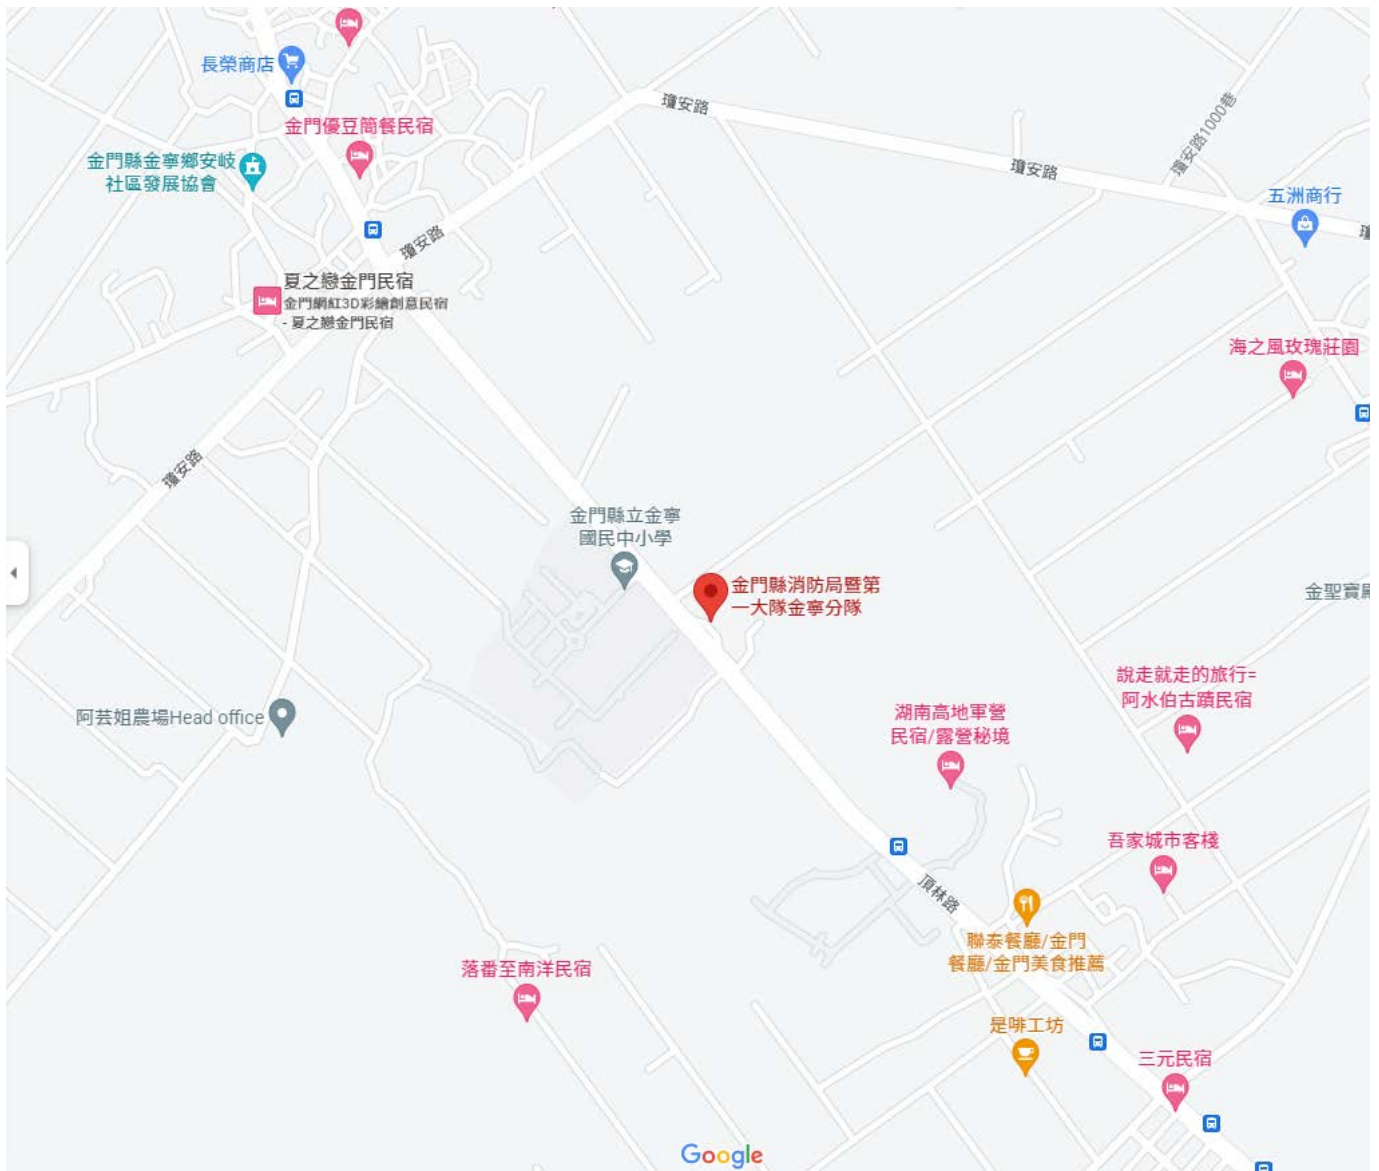 長榮商店
金門優豆簡餐民宿
金門縣金寧鄉安岐
社區發展協會
瓊安路
瓊安路
瓊安路1000巷
五洲商行
瓊安路
夏之戀金門民宿
金門網紅3D彩繪創意民宿
- 夏之戀金門民宿
海之風玫瑰莊園
瓊安路
金門縣立金寧
國民中小學
金門縣消防局暨第
一大隊金寧分隊
金聖寶殿
說走就走的旅行=
阿水伯古蹟民宿
阿芸姐農場Head office
湖南高地軍營
民宿/露營秘境
吾家城市客棧
頂林路
聯泰餐廳/金門
餐廳/金門美食推薦
落番至南洋民宿
是啡工坊
三元民宿
Google